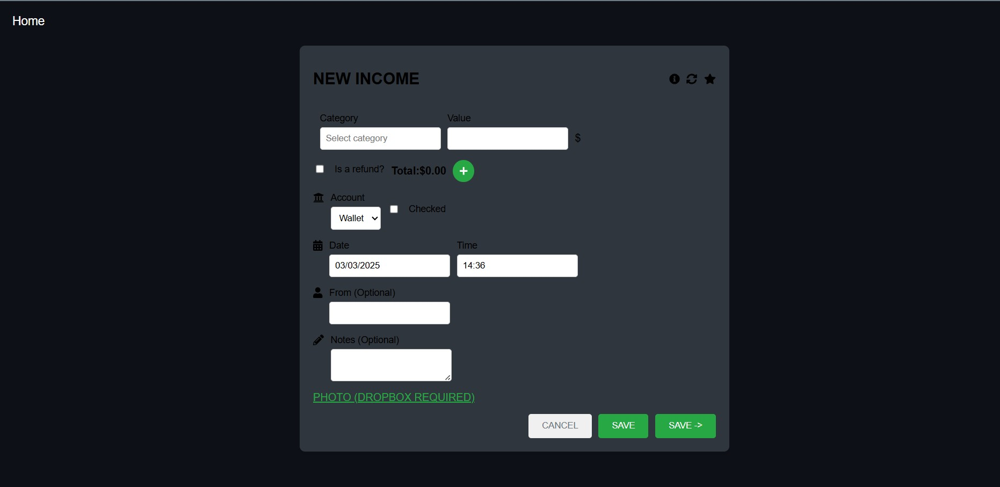 Home
NEW INCOME
Category Value
Select category $
Is a refund? Total:$0.00 +
Account
Wallet Checked
Date Time
03/03/2025 14:36
From (Optional)
Notes (Optional)
PHOTO (DROPBOX REQUIRED)
CANCEL SAVE SAVE ->